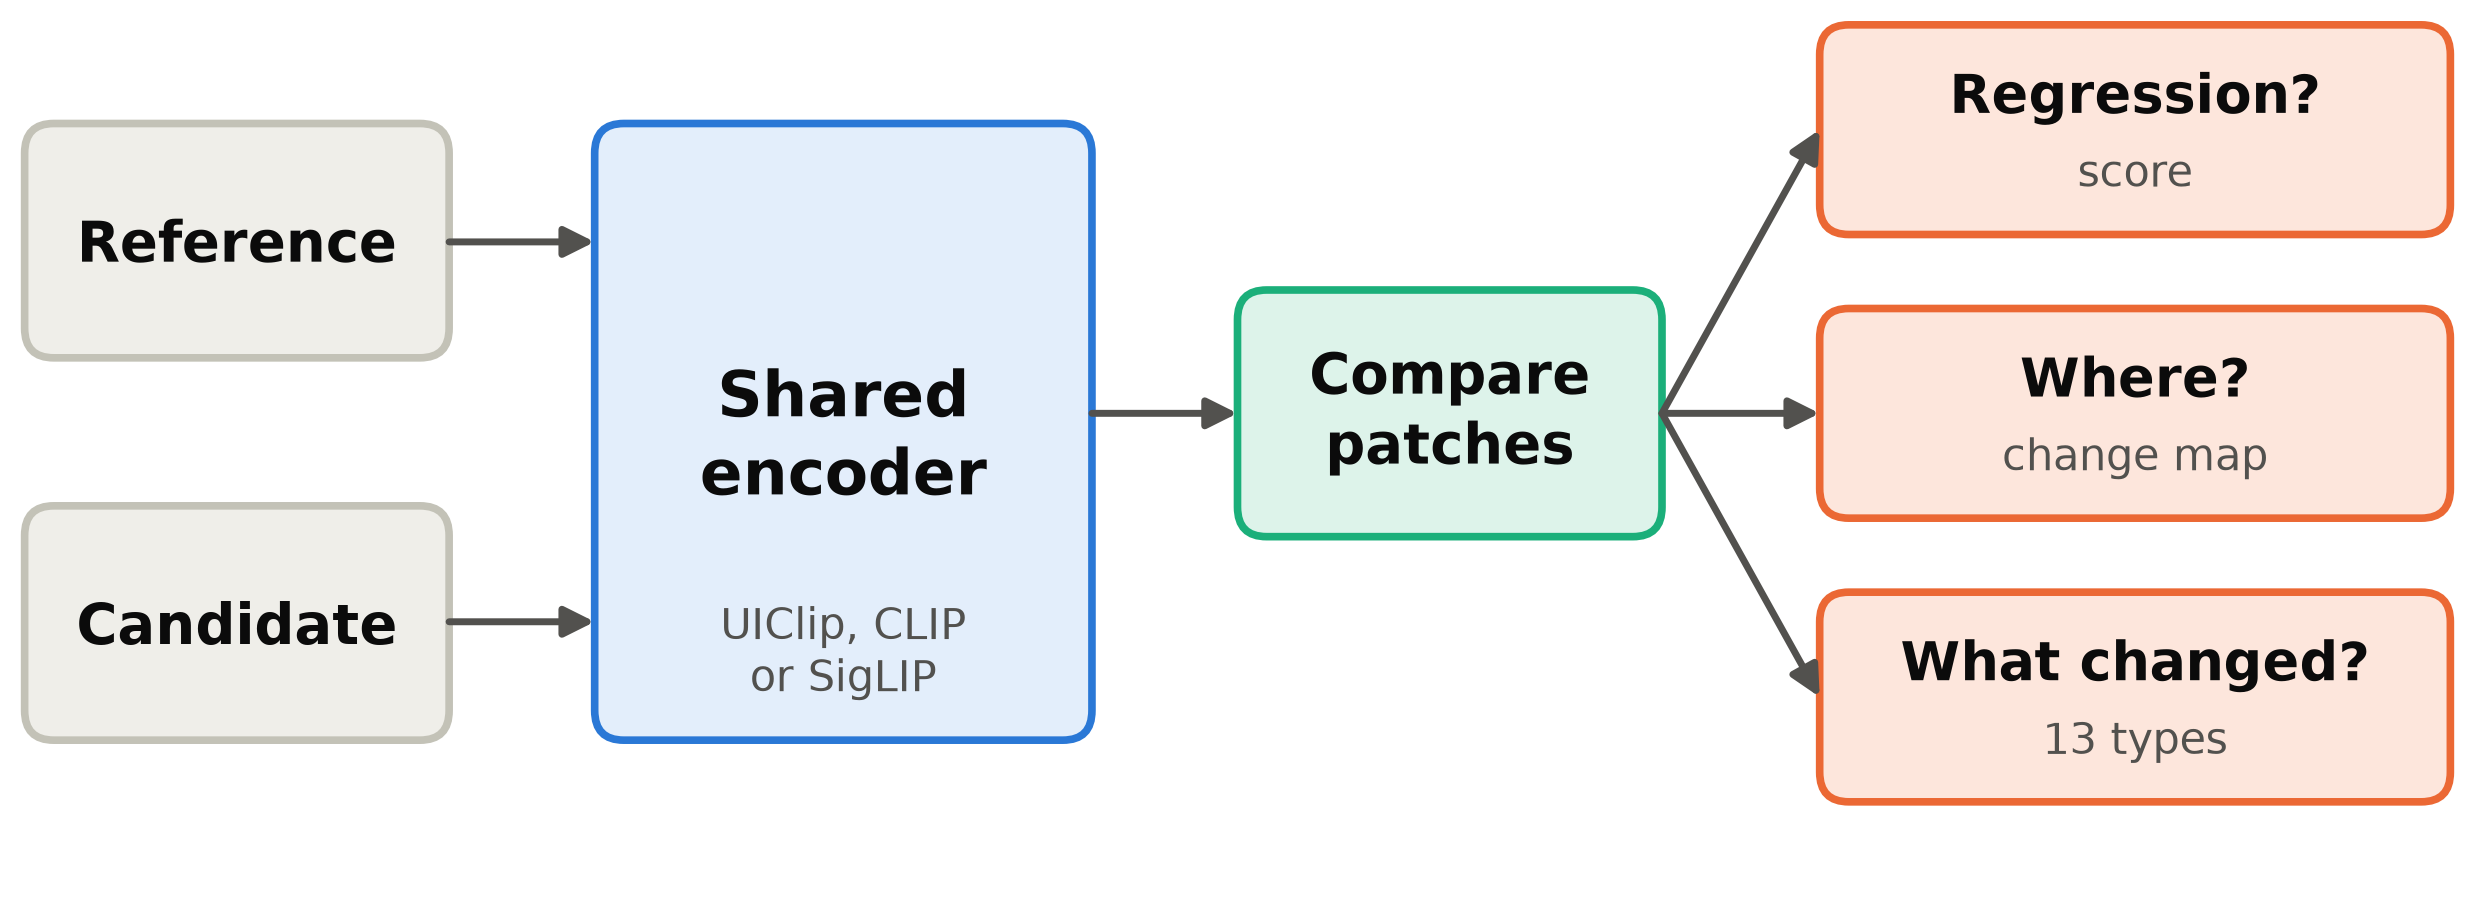 Reference
Candidate
Shared
encoder
UIClip, CLIP
or SigLIP
Compare
patches
Regression?
score
Where?
change map
What changed?
13 types